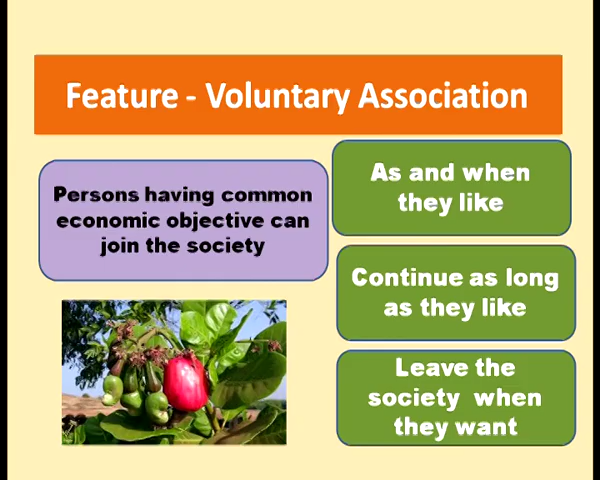 Feature - Voluntary Association
Persons having common
economic objective can
join the society
As and when
they like
Continue as long
as they like
Leave the
society when
they want